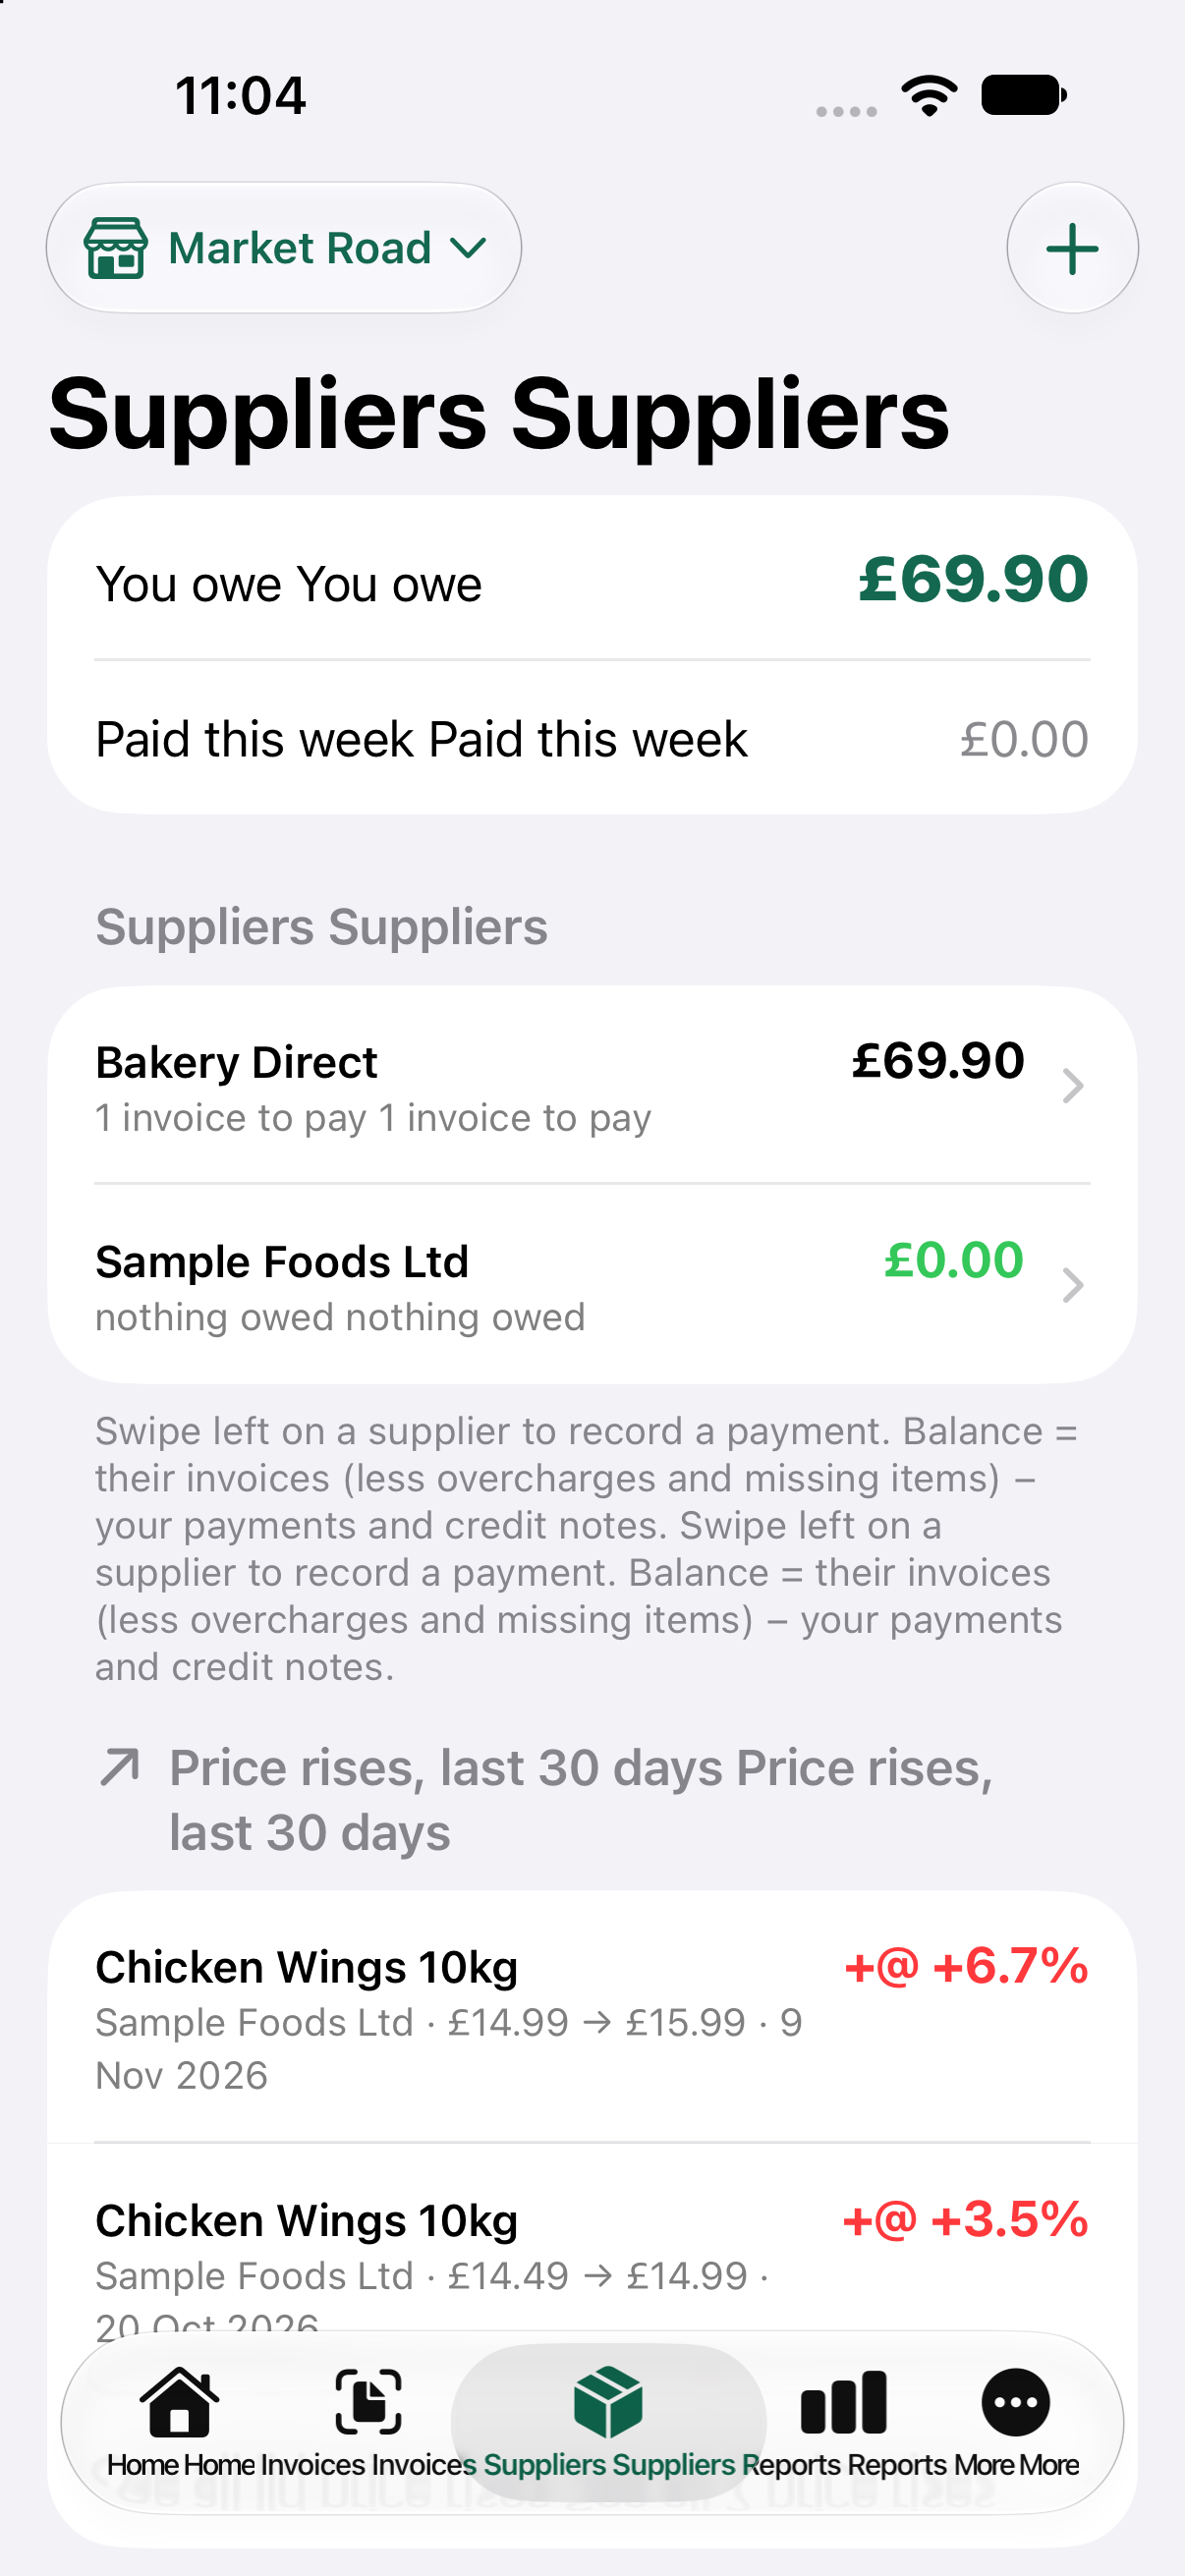 11:04
Market Road
Suppliers Suppliers
You owe You owe £69.90
Paid this week Paid this week £0.00
Suppliers Suppliers
Bakery Direct £69.90
1 invoice to pay 1 invoice to pay
Sample Foods Ltd £0.00
nothing owed nothing owed
Swipe left on a supplier to record a payment. Balance =
their invoices (less overcharges and missing items) –
your payments and credit notes. Swipe left on a
supplier to record a payment. Balance = their invoices
(less overcharges and missing items) – your payments
and credit notes.
Price rises, last 30 days Price rises,
last 30 days
Chicken Wings 10kg +@ +6.7%
Sample Foods Ltd · £14.99 → £15.99 · 9
Nov 2026
Chicken Wings 10kg +@ +3.5%
Sample Foods Ltd · £14.49 → £14.99 ·
20 Oct 2026
Home Home Invoices Invoices Suppliers Suppliers Reports Reports More More